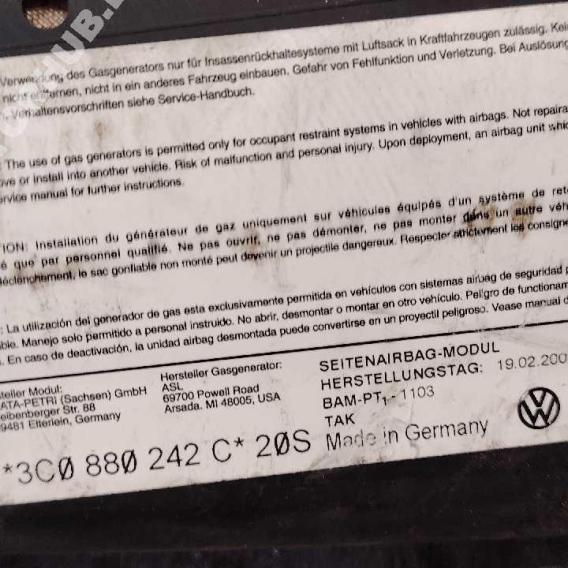 Verwendung des Gasgenerators nur für Insassenrückhaltesysteme mit Luftsack in Kraftfahrzeugen zulässig. Kei
nicht entfernen, nicht in ein anderes Fahrzeug einbauen. Gefahr von Fehlfunktion und Verletzung. Bei Auslösung
Verhaltensvorschriften siehe Service-Handbuch.
The use of gas generators is permitted only for occupant restraint systems in vehicles with airbags. Not repaira
ove or install into another vehicle. Risk of malfunction and personal injury. Upon deployment, an airbag unit whic
ervice manual for further instructions.
TION: Installation du générateur de gaz uniquement sur véhicules équipés d'un système de rete
é que par personnel qualifié. Ne pas ouvrir, ne pas démonter, ne pas monter dans un autre véh
déclenchement, le sac gonflable non monté peut devenir un projectile dangereux. Respecter strictement les consigne
: La utilización del generador de gas esta exclusivamente permitida en vehículos con sistemas airbag de seguridad p
ble. Manejo solo permitido a personal instruido. No abrir, desmontar o montar en otro vehículo. Peligro de funcionam
. En caso de deactivación, la unidad airbag desmontada puede convertirse en un proyectil peligroso. Vease manual d
steller Modul:
ATA-PETRI (Sachsen) GmbH
eibenberger Str. 88
9481 Elterlein, Germany
Hersteller Gasgenerator:
ASL
69700 Powell Road
Arsada. MI 48005, USA
SEITENAIRBAG-MODUL
HERSTELLUNGSTAG: 19.02.200
BAM-PT1-1103
TAK
Made in Germany
*3C0 880 242 C* 20S